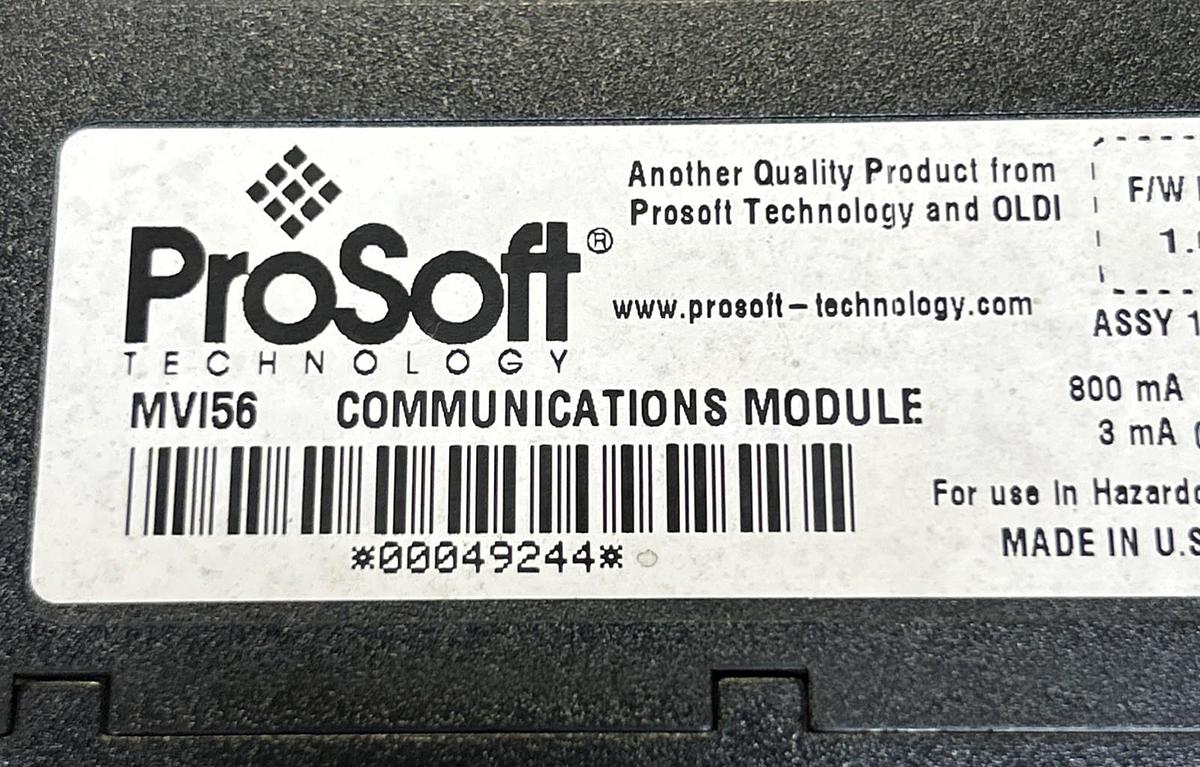 Another Quality Product from
Prosoft Technology and OLDI
ProSoft®
TECHNOLOGY
www.prosoft-technology.com
MVI56 COMMUNICATIONS MODULE
*00049244*
F/W
1.
ASSY 1
800 mA
3 mA
For use in
MADE IN U.S